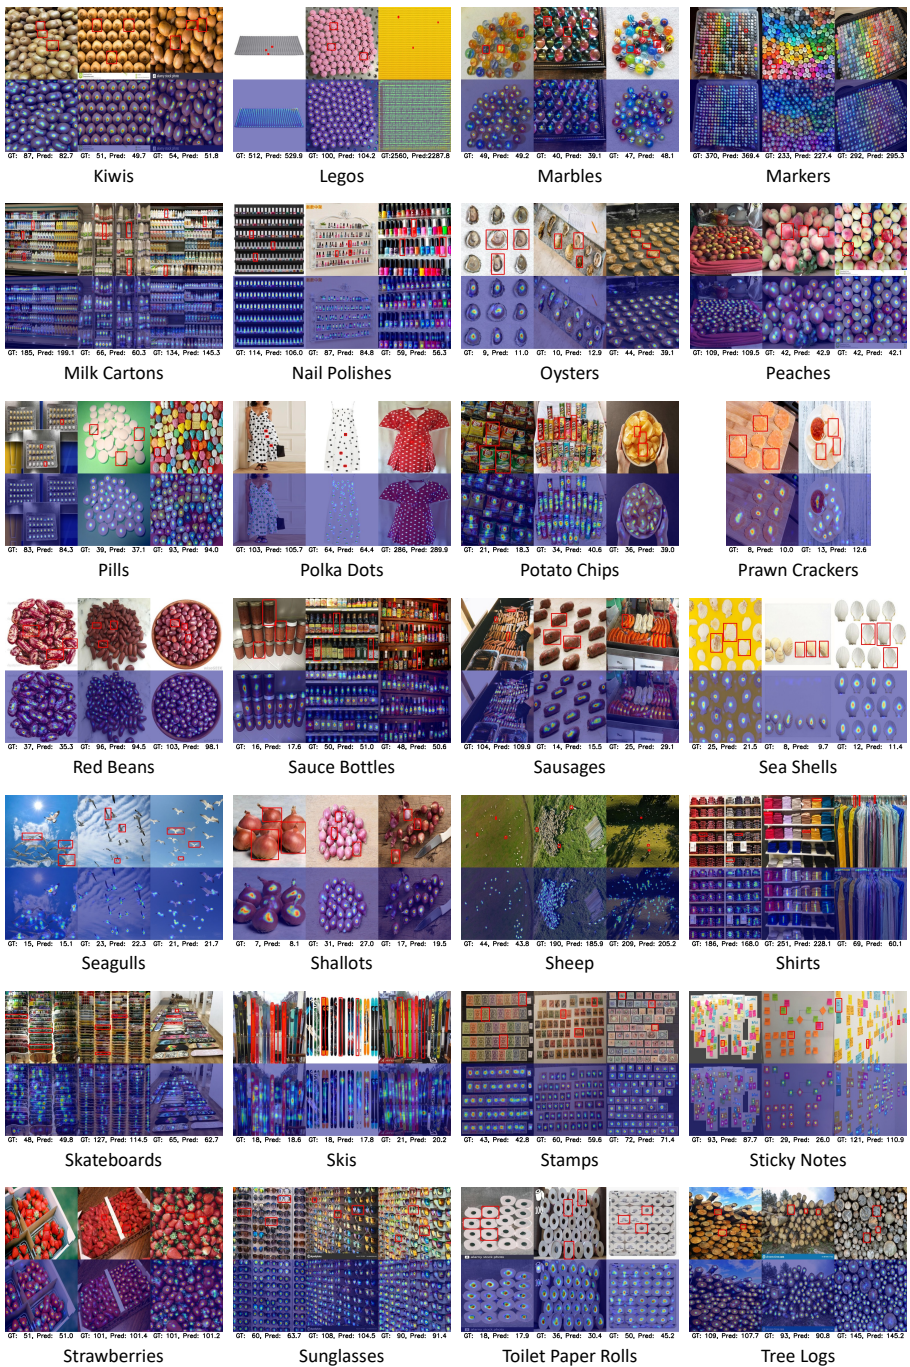 GT: 87, Pred: 82.7 GT: 51, Pred: 49.7 GT: 54, Pred: 51.8
Kiwis
GT: 512, Pred: 529.9 GT: 100, Pred: 104.2 GT:2560, Pred:2287.8
Legos
GT: 49, Pred: 49.2 GT: 40, Pred: 39.1 GT: 47, Pred: 48.1
Marbles
GT: 370, Pred: 369.4 GT: 233, Pred: 227.4 GT: 292, Pred: 295.3
Markers
GT: 185, Pred: 199.1 GT: 66, Pred: 60.3 GT: 134, Pred: 145.3
Milk Cartons
GT: 114, Pred: 106.0 GT: 87, Pred: 84.8 GT: 59, Pred: 56.3
Nail Polishes
GT: 9, Pred: 11.0 GT: 10, Pred: 12.9 GT: 44, Pred: 39.1
Oysters
GT: 109, Pred: 109.5 GT: 42, Pred: 42.9 GT: 42, Pred: 42.1
Peaches
GT: 83, Pred: 84.3 GT: 39, Pred: 37.1 GT: 93, Pred: 94.0
Pills
GT: 103, Pred: 105.7 GT: 64, Pred: 64.4 GT: 286, Pred: 289.9
Polka Dots
GT: 21, Pred: 18.3 GT: 34, Pred: 40.6 GT: 36, Pred: 39.0
Potato Chips
GT: 8, Pred: 10.0 GT: 13, Pred: 12.6
Prawn Crackers
GT: 37, Pred: 35.3 GT: 96, Pred: 94.5 GT: 103, Pred: 98.1
Red Beans
GT: 16, Pred: 17.6 GT: 50, Pred: 51.0 GT: 48, Pred: 50.6
Sauce Bottles
GT: 104, Pred: 109.9 GT: 14, Pred: 15.5 GT: 25, Pred: 29.1
Sausages
GT: 25, Pred: 21.5 GT: 8, Pred: 9.7 GT: 12, Pred: 11.4
Sea Shells
GT: 15, Pred: 15.1 GT: 23, Pred: 22.3 GT: 21, Pred: 21.7
Seagulls
GT: 7, Pred: 8.1 GT: 31, Pred: 27.0 GT: 17, Pred: 19.5
Shallots
GT: 44, Pred: 43.8 GT: 190, Pred: 185.9 GT: 209, Pred: 205.2
Sheep
GT: 186, Pred: 168.0 GT: 251, Pred: 228.1 GT: 69, Pred: 60.1
Shirts
GT: 48, Pred: 49.8 GT: 127, Pred: 114.5 GT: 65, Pred: 62.7
Skateboards
GT: 18, Pred: 18.6 GT: 18, Pred: 17.8 GT: 21, Pred: 20.2
Skis
GT: 43, Pred: 42.8 GT: 60, Pred: 59.6 GT: 72, Pred: 71.4
Stamps
GT: 93, Pred: 87.7 GT: 29, Pred: 26.0 GT: 121, Pred: 110.9
Sticky Notes
GT: 51, Pred: 51.0 GT: 101, Pred: 101.4 GT: 101, Pred: 101.2
Strawberries
GT: 60, Pred: 63.7 GT: 108, Pred: 104.5 GT: 90, Pred: 91.4
Sunglasses
GT: 18, Pred: 17.9 GT: 36, Pred: 30.4 GT: 50, Pred: 45.2
Toilet Paper Rolls
GT: 109, Pred: 107.7 GT: 93, Pred: 90.8 GT: 145, Pred: 145.2
Tree Logs